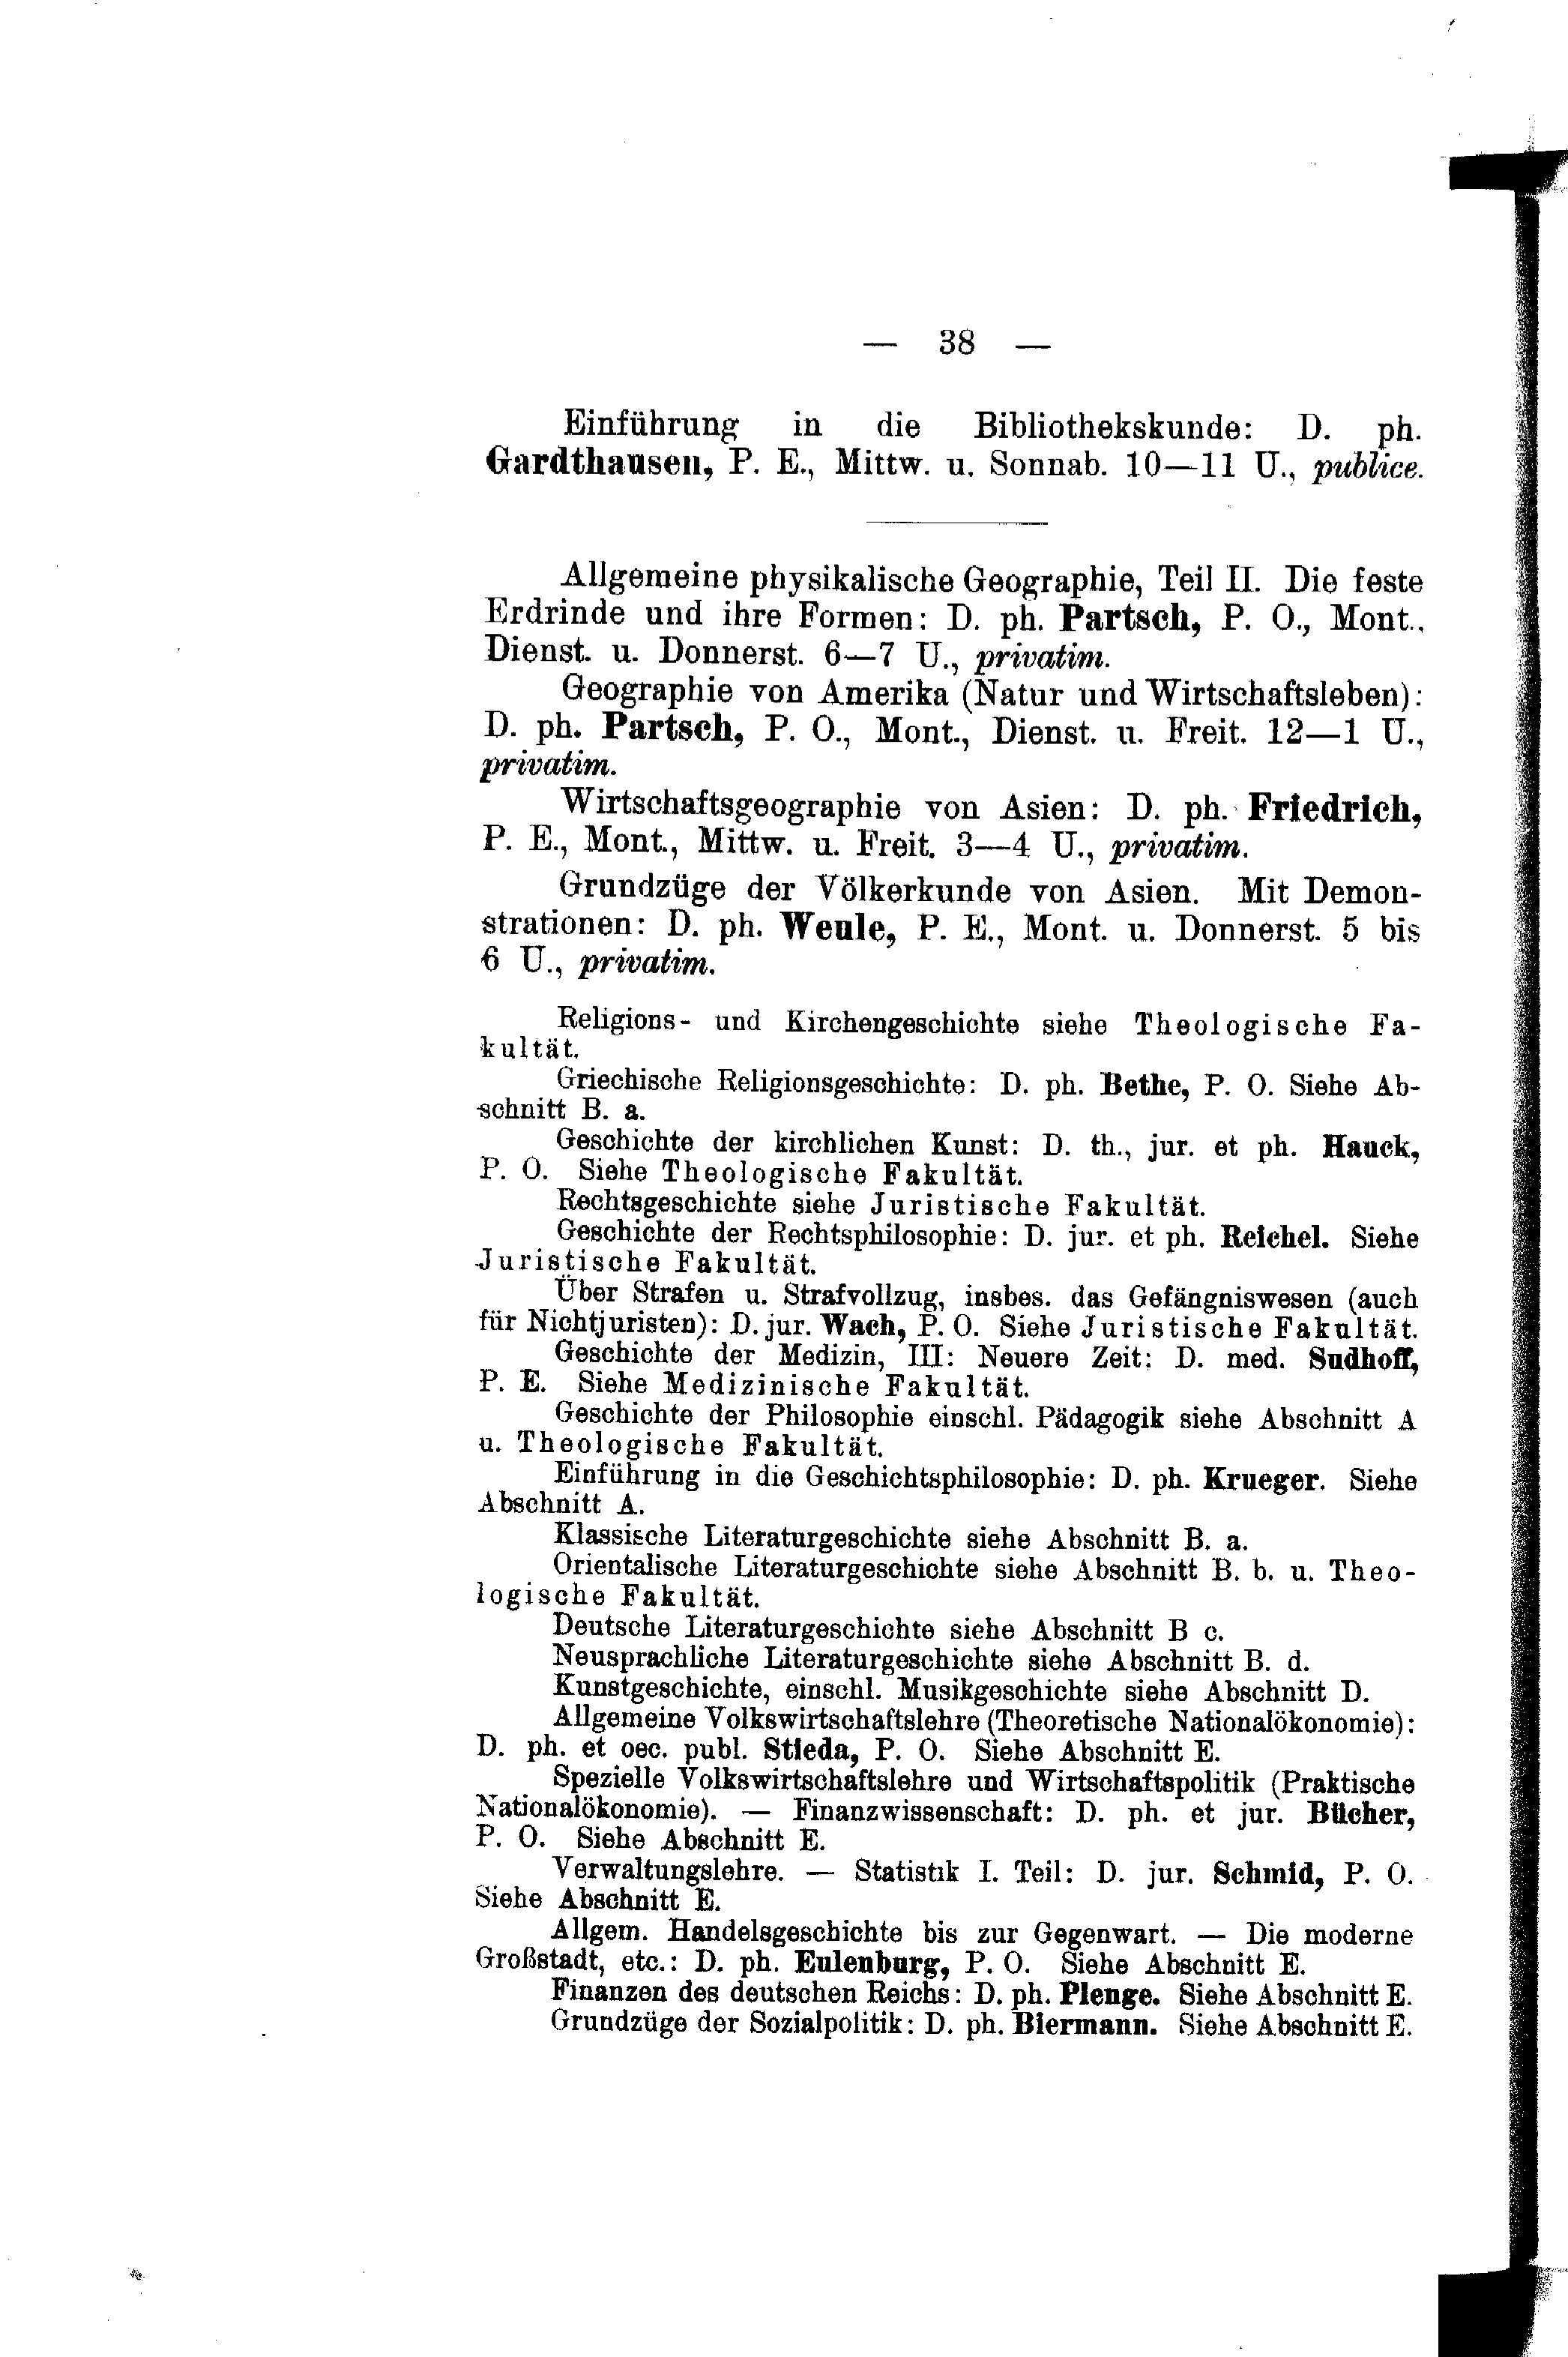 — 38 —
Einführung in die Bibliothekskunde: D. ph.
Gardthausen, P. E., Mittw. u. Sonnab. 10—11 U., publice.
Allgemeine physikalische Geographie, Teil II. Die feste
Erdrinde und ihre Formen: D. ph. Partsch, P. O., Mont.,
Dienst. u. Donnerst. 6—7 U., privatim.
Geographie von Amerika (Natur und Wirtschaftsleben):
D. ph. Partsch, P. O., Mont., Dienst. u. Freit. 12—1 U.,
privatim.
Wirtschaftsgeographie von Asien: D. ph. Friedrich,
P. E., Mont., Mittw. u. Freit. 3—4 U., privatim.
Grundzüge der Völkerkunde von Asien. Mit Demon-
strationen: D. ph. Weule, P. E., Mont. u. Donnerst. 5 bis
6 U., privatim.
Religions- und Kirchengeschichte siehe Theologische Fa-
kultät.
Griechische Religionsgeschichte: D. ph. Bethe, P. O. Siehe Ab-
schnitt B. a.
Geschichte der kirchlichen Kunst: D. th., jur. et ph. Hauck,
P. O. Siehe Theologische Fakultät.
Rechtsgeschichte siehe Juristische Fakultät.
Geschichte der Rechtsphilosophie: D. jur. et ph. Reichel. Siehe
Juristische Fakultät.
Über Strafen u. Strafvollzug, insbes. das Gefängniswesen (auch
für Nichtjuristen): D. jur. Wach, P. O. Siehe Juristische Fakultät.
Geschichte der Medizin, III: Neuere Zeit: D. med. Sudhoff,
P. E. Siehe Medizinische Fakultät.
Geschichte der Philosophie einschl. Pädagogik siehe Abschnitt A
u. Theologische Fakultät.
Einführung in die Geschichtsphilosophie: D. ph. Krueger. Siehe
Abschnitt A.
Klassische Literaturgeschichte siehe Abschnitt B. a.
Orientalische Literaturgeschichte siehe Abschnitt B. b. u. Theo-
logische Fakultät.
Deutsche Literaturgeschichte siehe Abschnitt B c.
Neusprachliche Literaturgeschichte siehe Abschnitt B. d.
Kunstgeschichte, einschl. Musikgeschichte siehe Abschnitt D.
Allgemeine Volkswirtschaftslehre (Theoretische Nationalökonomie):
D. ph. et oec. publ. Stieda, P. O. Siehe Abschnitt E.
Spezielle Volkswirtschaftslehre und Wirtschaftspolitik (Praktische
Nationalökonomie). — Finanzwissenschaft: D. ph. et jur. Bücher,
P. O. Siehe Abschnitt E.
Verwaltungslehre. — Statistik I. Teil: D. jur. Schmid, P. O.
Siehe Abschnitt E.
Allgem. Handelsgeschichte bis zur Gegenwart. — Die moderne
Großstadt, etc.: D. ph. Eulenburg, P. O. Siehe Abschnitt E.
Finanzen des deutschen Reichs: D. ph. Plenge. Siehe Abschnitt E.
Grundzüge der Sozialpolitik: D. ph. Biermann. Siehe Abschnitt E.